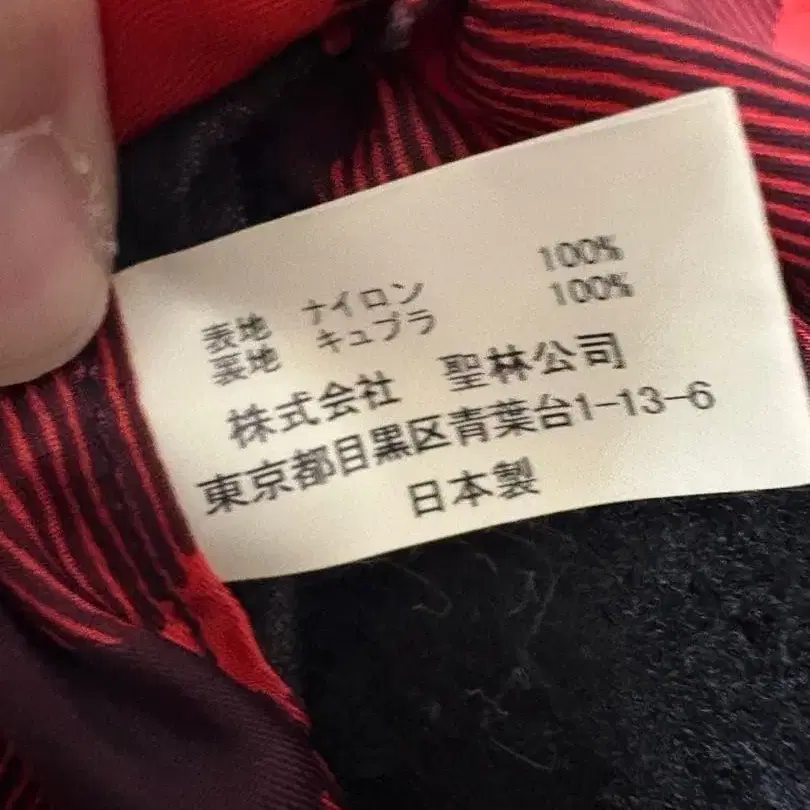 表地　ナイロン　100%
裏地　キュプラ　100%
株式会社　聖林公司
東京都目黒区青葉台1-13-6
日本製